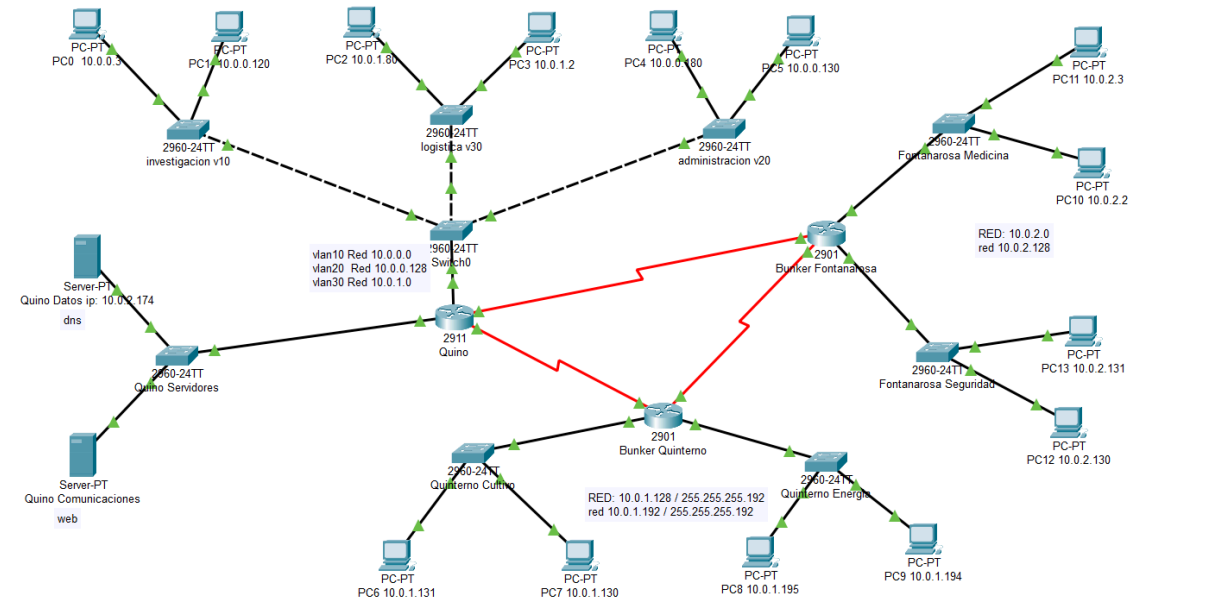 PC-PT
PC0 10.0.0.3
PC-PT
PC1 10.0.0.120
PC-PT
PC2 10.0.1.80
PC-PT
PC3 10.0.1.2
PC-PT
PC4 10.0.0.180
PC-PT
PC5 10.0.0.130
PC-PT
PC11 10.0.2.3
2960-24TT
investigacion v10
2960-24TT
logistica v30
2960-24TT
administracion v20
2960-24TT
Fontanarosa Medicina
PC-PT
PC10 10.0.2.2
RED: 10.0.2.0
red 10.0.2.128
2960-24TT
Switch0
vlan10 Red 10.0.0.0
vlan20 Red 10.0.0.128
vlan30 Red 10.0.1.0
2901
Bunker Fontanarosa
Server-PT
Quino Datos ip: 10.0.2.174
dns
2911
Quino
2960-24TT
Quino Servidores
PC-PT
PC13 10.0.2.131
2960-24TT
Fontanarosa Seguridad
2901
Bunker Quinterno
PC-PT
PC12 10.0.2.130
Server-PT
Quino Comunicaciones
web
2960-24TT
Quinterno Cultivo
2960-24TT
Quinterno Energia
RED: 10.0.1.128 / 255.255.255.192
red 10.0.1.192 / 255.255.255.192
PC-PT
PC6 10.0.1.131
PC-PT
PC7 10.0.1.130
PC-PT
PC8 10.0.1.195
PC-PT
PC9 10.0.1.194